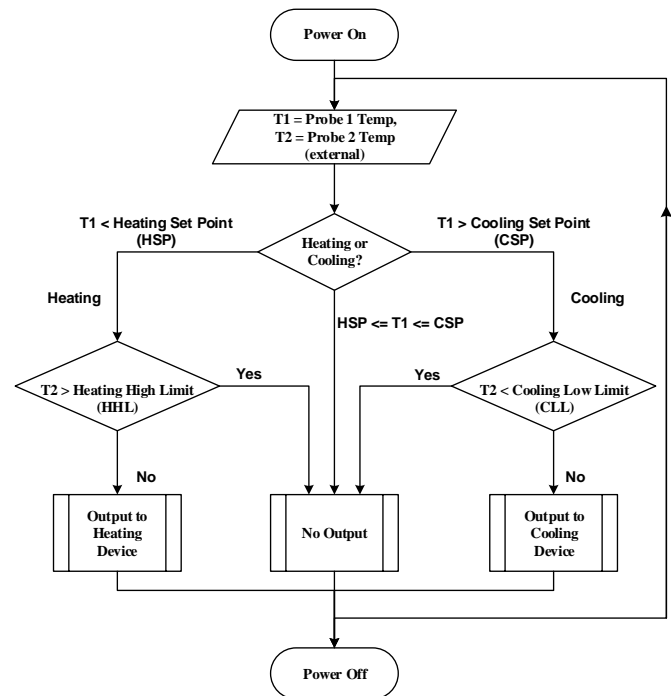 Power On
T1 = Probe 1 Temp,
T2 = Probe 2 Temp
(external)
T1 < Heating Set Point
(HSP)
Heating or
Cooling?
T1 > Cooling Set Point
(CSP)
Heating
HSP <= T1 <= CSP
Cooling
T2 > Heating High Limit
(HHL)
Yes
Yes
T2 < Cooling Low Limit
(CLL)
No
No
Output to
Heating
Device
No Output
Output to
Cooling
Device
Power Off